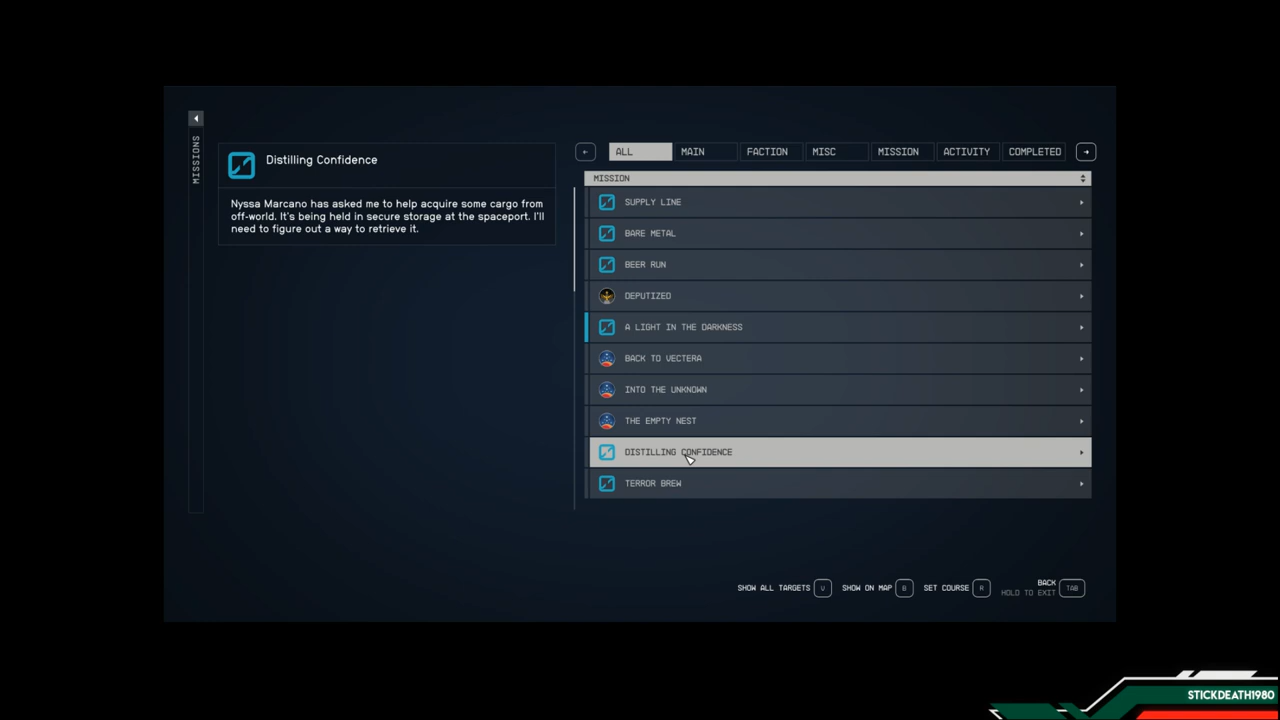 MISSIONS
Distilling Confidence
Nyssa Marcano has asked me to help acquire some cargo from
off-world. It's being held in secure storage at the spaceport. I'll
need to figure out a way to retrieve it.
ALL MAIN FACTION MISC MISSION ACTIVITY COMPLETED
MISSION
SUPPLY LINE
BARE METAL
BEER RUN
DEPUTIZED
A LIGHT IN THE DARKNESS
BACK TO VECTERA
INTO THE UNKNOWN
THE EMPTY NEST
DISTILLING CONFIDENCE
TERROR BREW
SHOW ALL TARGETS V SHOW ON MAP B SET COURSE R BACK TAB
HOLD TO EXIT
STICKDEATH1980